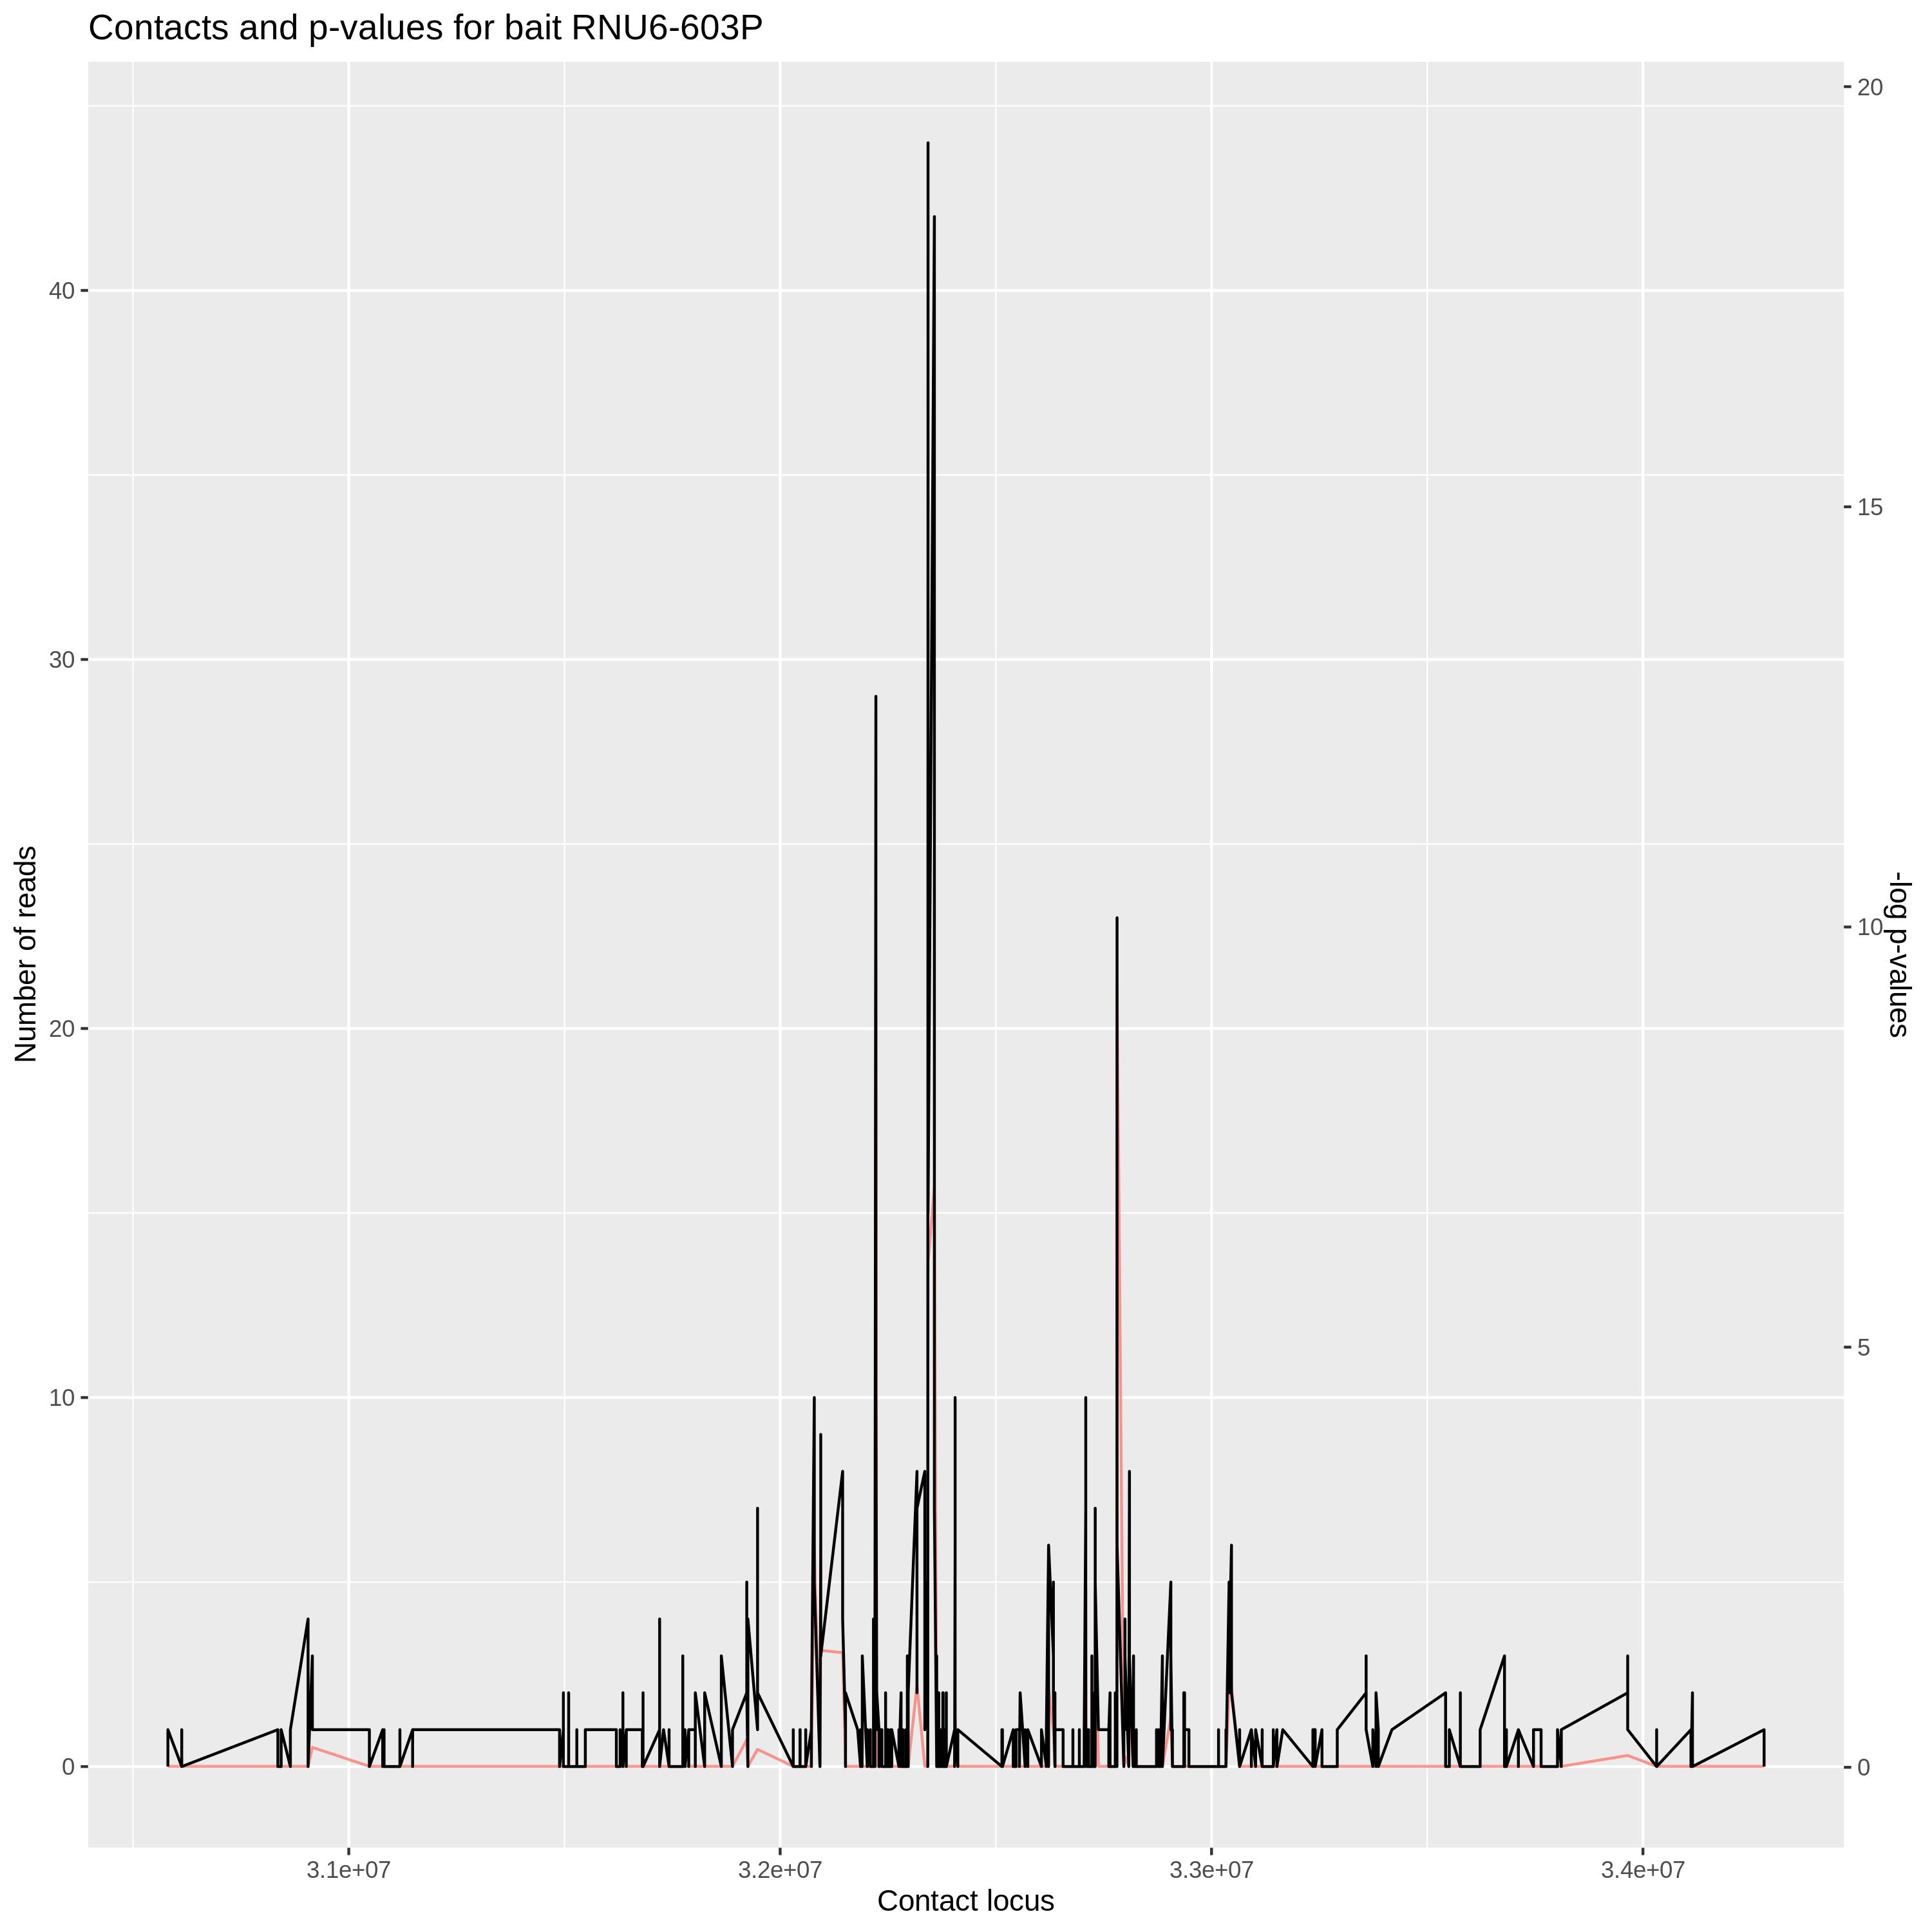 Contacts and p-values for bait RNU6-603P
Number of reads
40
30
20
10
0
20
15
10
5
0
-log p-values
3.1e+07
3.2e+07
3.3e+07
3.4e+07
Contact locus